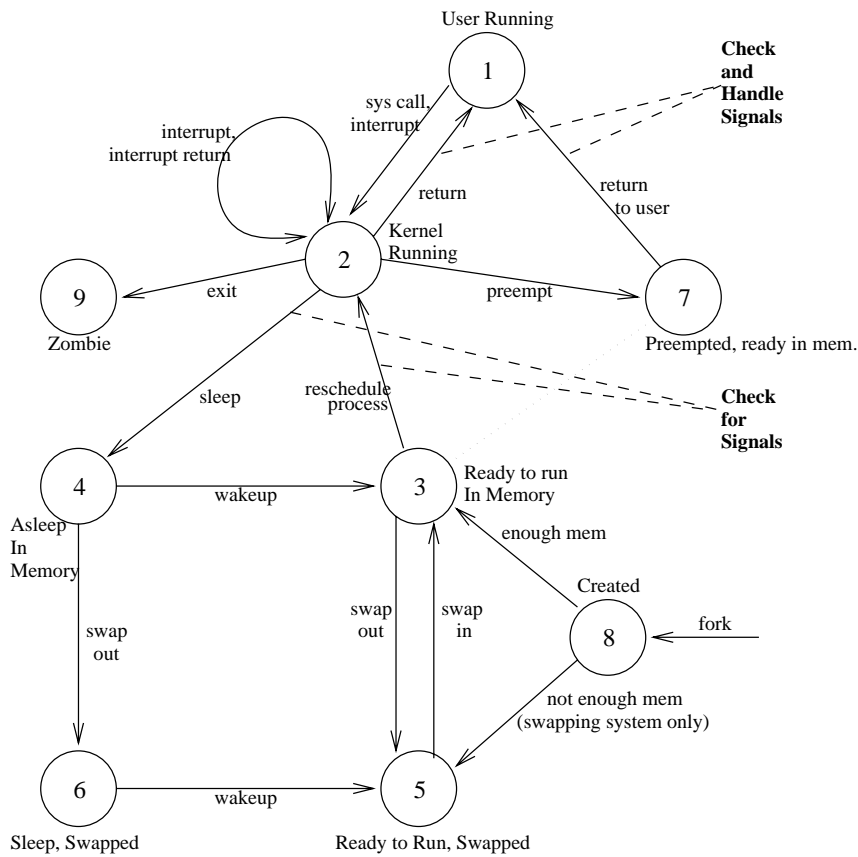 User Running
1
Check
and
Handle
Signals
sys call,
interrupt
interrupt,
interrupt return
return
return
to user
Kernel
Running
2
9
Zombie
exit
preempt
7
Preempted, ready in mem.
sleep
reschedule
process
Check
for
Signals
4
Asleep
In
Memory
wakeup
3
Ready to run
In Memory
enough mem
Created
8
fork
swap
out
swap
out
swap
in
not enough mem
(swapping system only)
6
Sleep, Swapped
wakeup
5
Ready to Run, Swapped